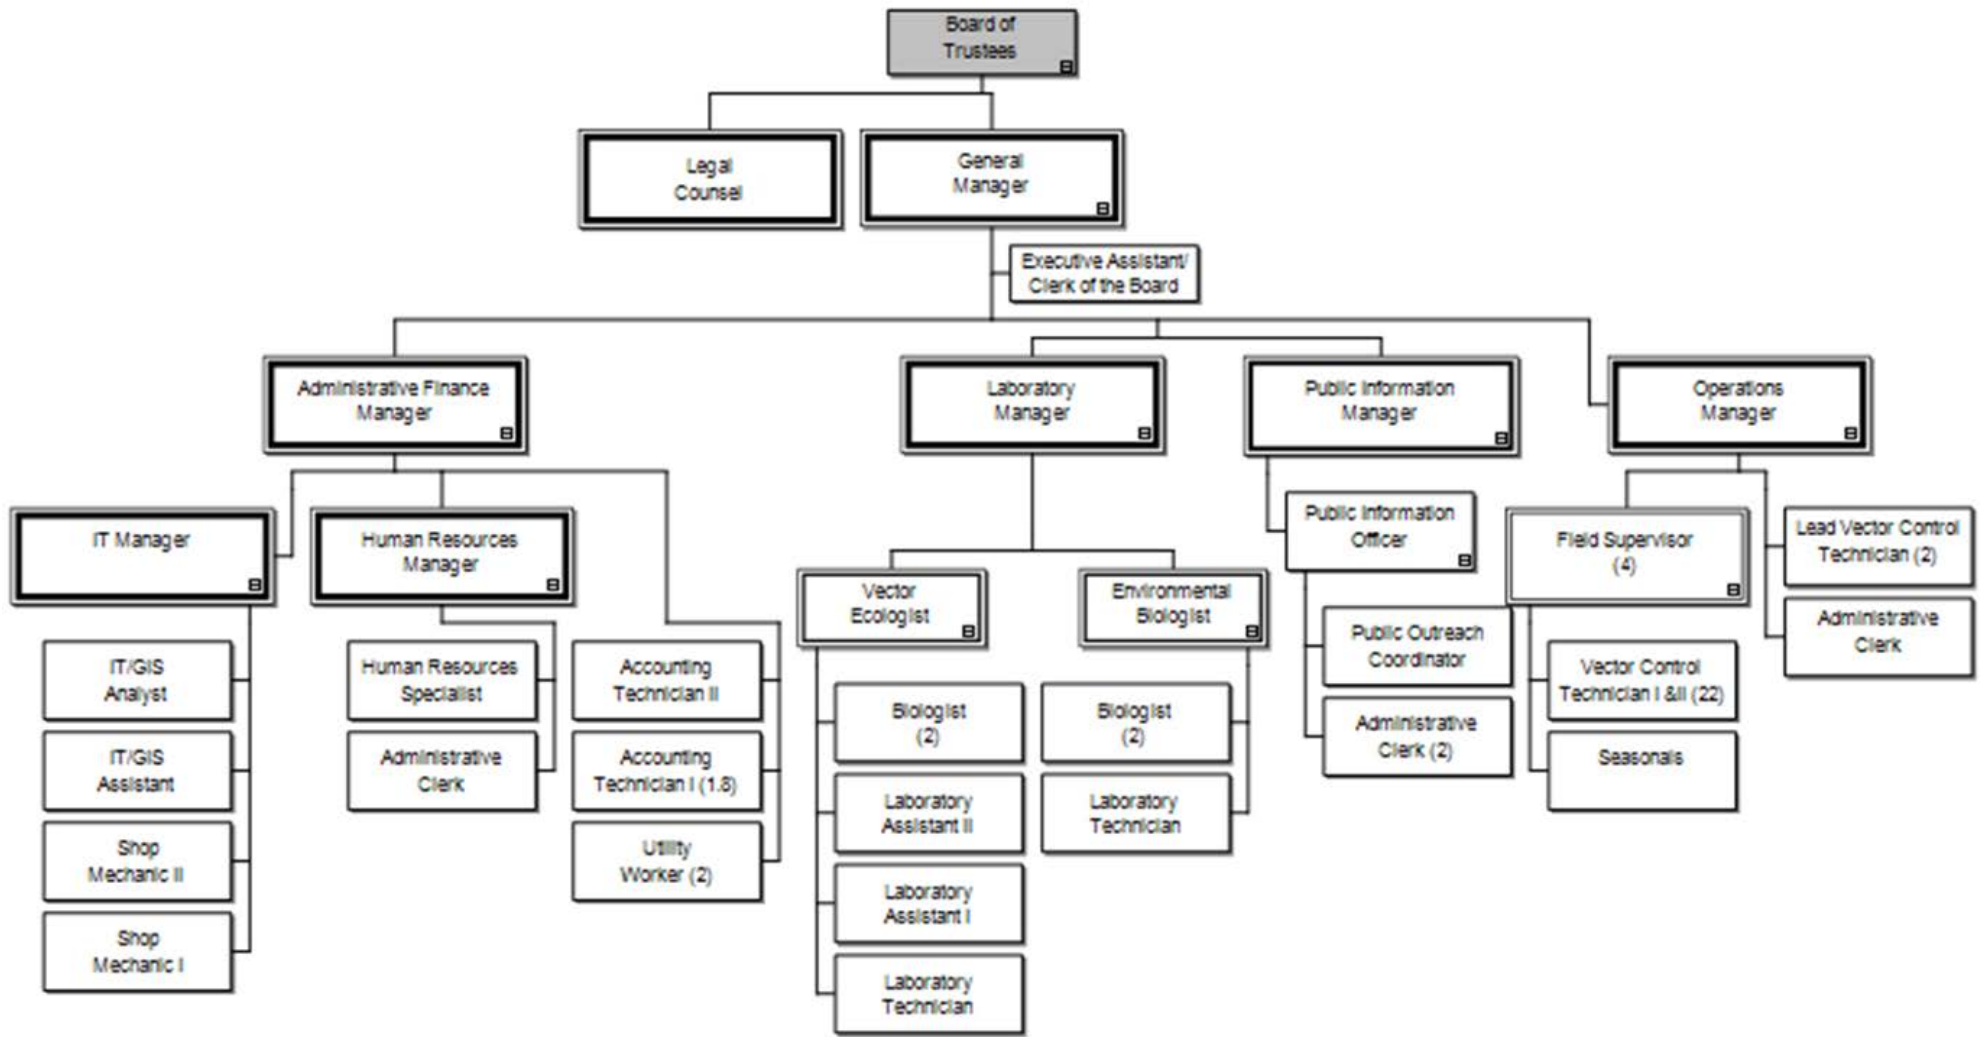 Board of
Trustees
Legal
Counsel
General
Manager
Executive Assistant/
Clerk of the Board
Administrative Finance
Manager
Laboratory
Manager
Public Information
Manager
Operations
Manager
IT Manager
Human Resources
Manager
Public Information
Officer
Field Supervisor
(4)
Lead Vector Control
Technician (2)
Administrative
Clerk
Vector
Ecologist
Environmental
Biologist
IT/GIS
Analyst
IT/GIS
Assistant
Shop
Mechanic II
Shop
Mechanic I
Human Resources
Specialist
Administrative
Clerk
Accounting
Technician II
Accounting
Technician I (1.8)
Utility
Worker (2)
Biologist
(2)
Laboratory
Assistant II
Laboratory
Assistant I
Laboratory
Technician
Biologist
(2)
Laboratory
Technician
Public Outreach
Coordinator
Administrative
Clerk (2)
Vector Control
Technician I &II (22)
Seasonals